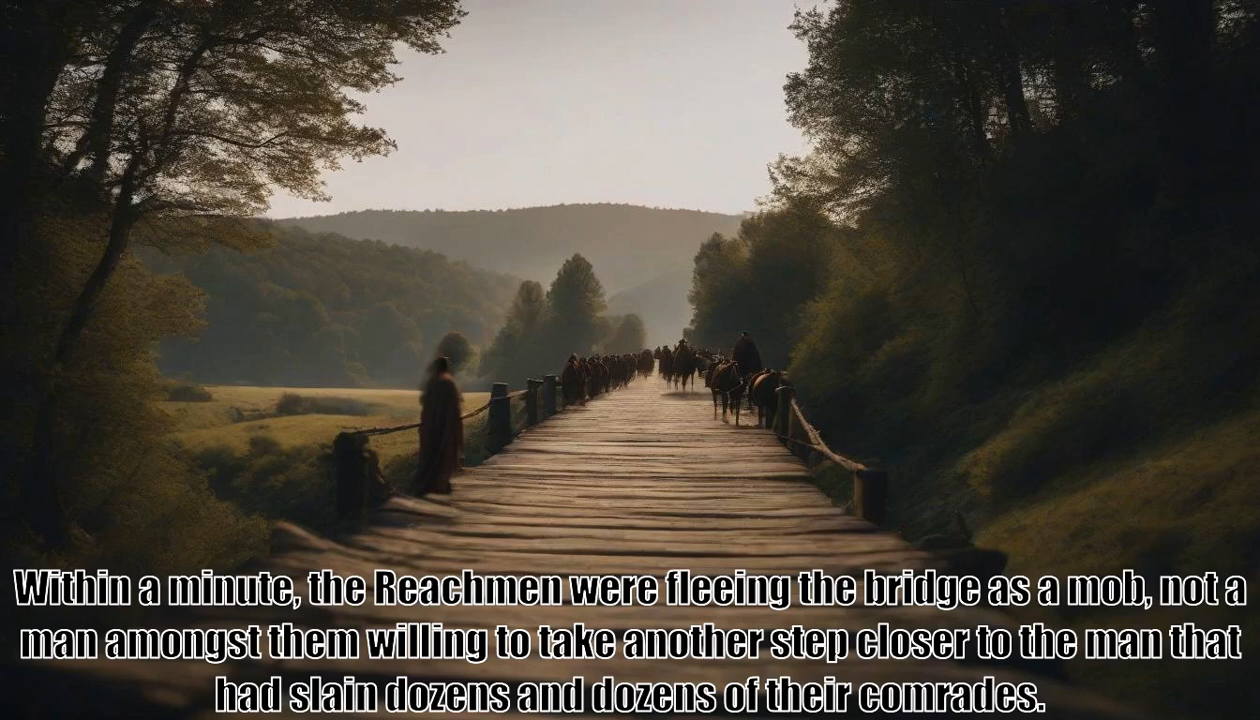 Within a minute, the Reachmen were fleeing the bridge as a mob, not a
man amongst them willing to take another step closer to the man that
had slain dozens and dozens of their comrades.